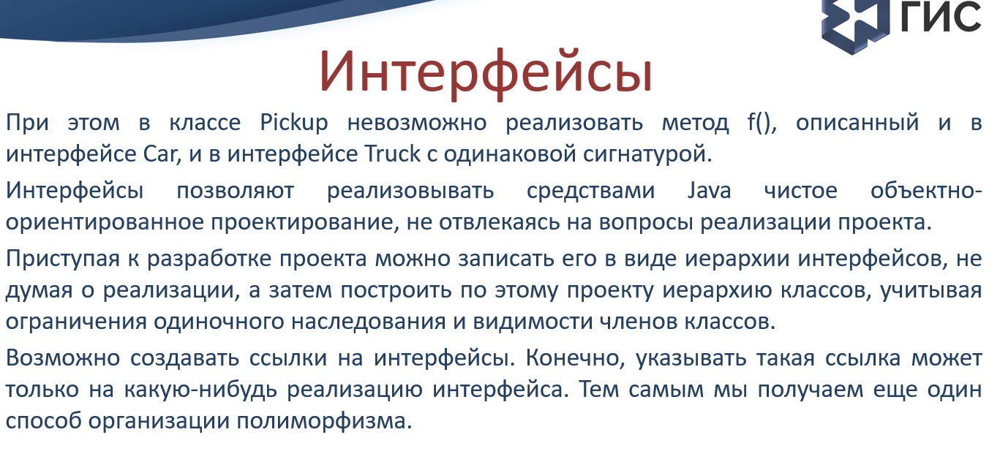 ГИС
Интерфейсы
При этом в классе Pickup невозможно реализовать метод f(), описанный и в
интерфейсе Car, и в интерфейсе Truck с одинаковой сигнатурой.
Интерфейсы позволяют реализовывать средствами Java чистое объектно-
ориентированное проектирование, не отвлекаясь на вопросы реализации проекта.
Приступая к разработке проекта можно записать его в виде иерархии интерфейсов, не
думая о реализации, а затем построить по этому проекту иерархию классов, учитывая
ограничения одиночного наследования и видимости членов классов.
Возможно создавать ссылки на интерфейсы. Конечно, указывать такая ссылка может
только на какую-нибудь реализацию интерфейса. Тем самым мы получаем еще один
способ организации полиморфизма.